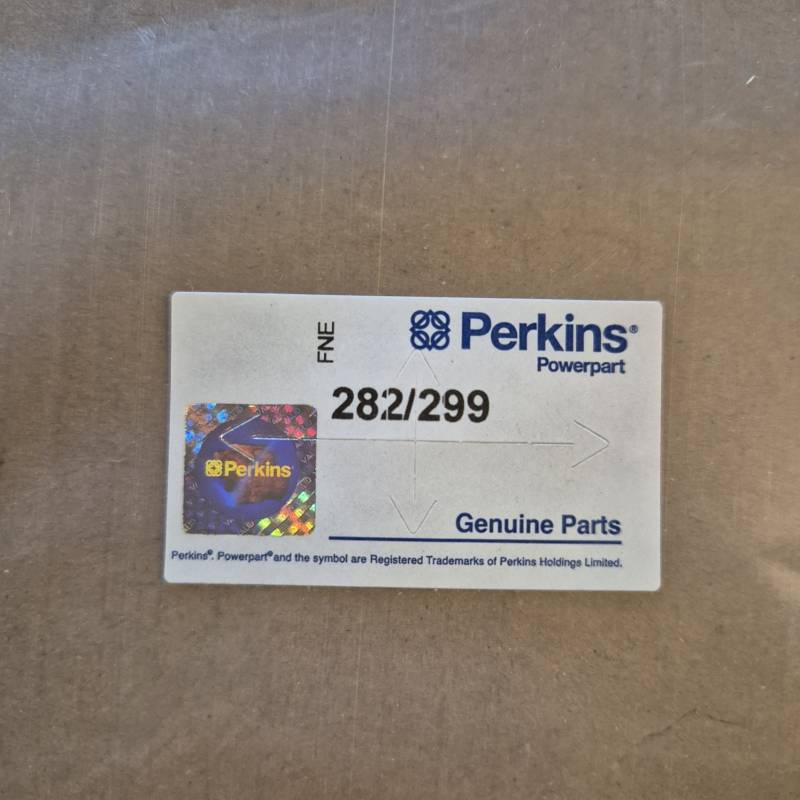 FNE
Perkins®
Powerpart
282/299
Perkins
Genuine Parts
Perkins®. Powerpart® and the symbol are Registered Trademarks of Perkins Holdings Limited.